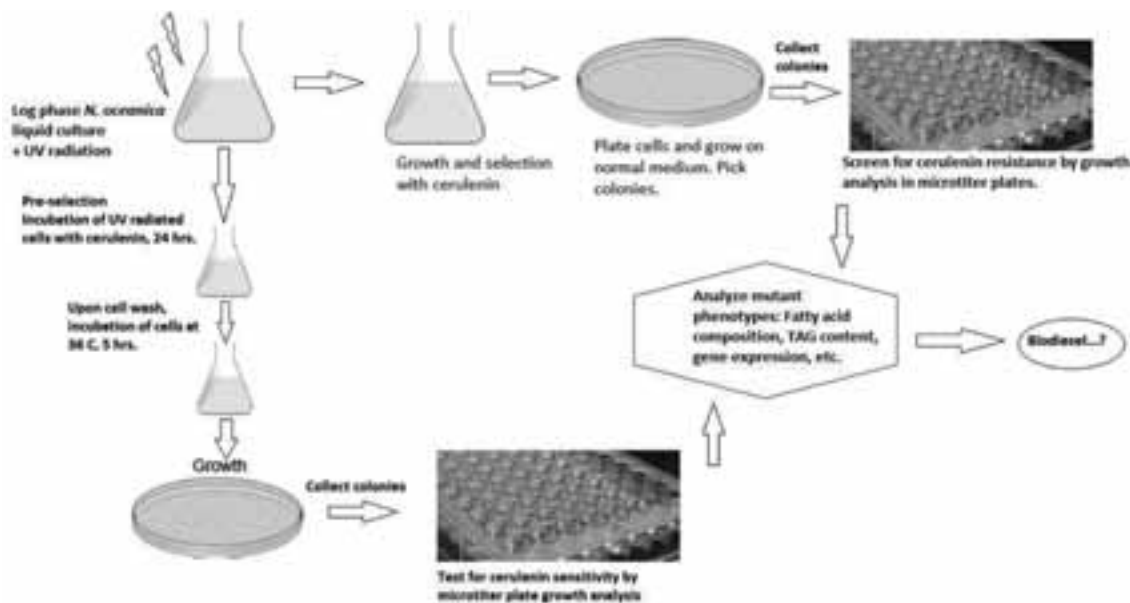 Log phase N. oceanica
liquid culture
+ UV radiation
Growth and selection
with cerulenin
Plate cells and grow on
normal medium. Pick
colonies.
Collect
colonies
Screen for cerulenin resistance by growth
analysis in microtiter plates.
Pre-selection
Incubation of UV radiated
cells with cerulenin, 24 hrs.
Upon cell wash,
incubation of cells at
36 C, 5 hrs.
Growth
Collect colonies
Test for cerulenin sensitivity by
microtiter plate growth analysis
Analyze mutant
phenotypes: Fatty acid
composition, TAG content,
gene expression, etc.
Biodiesel...?